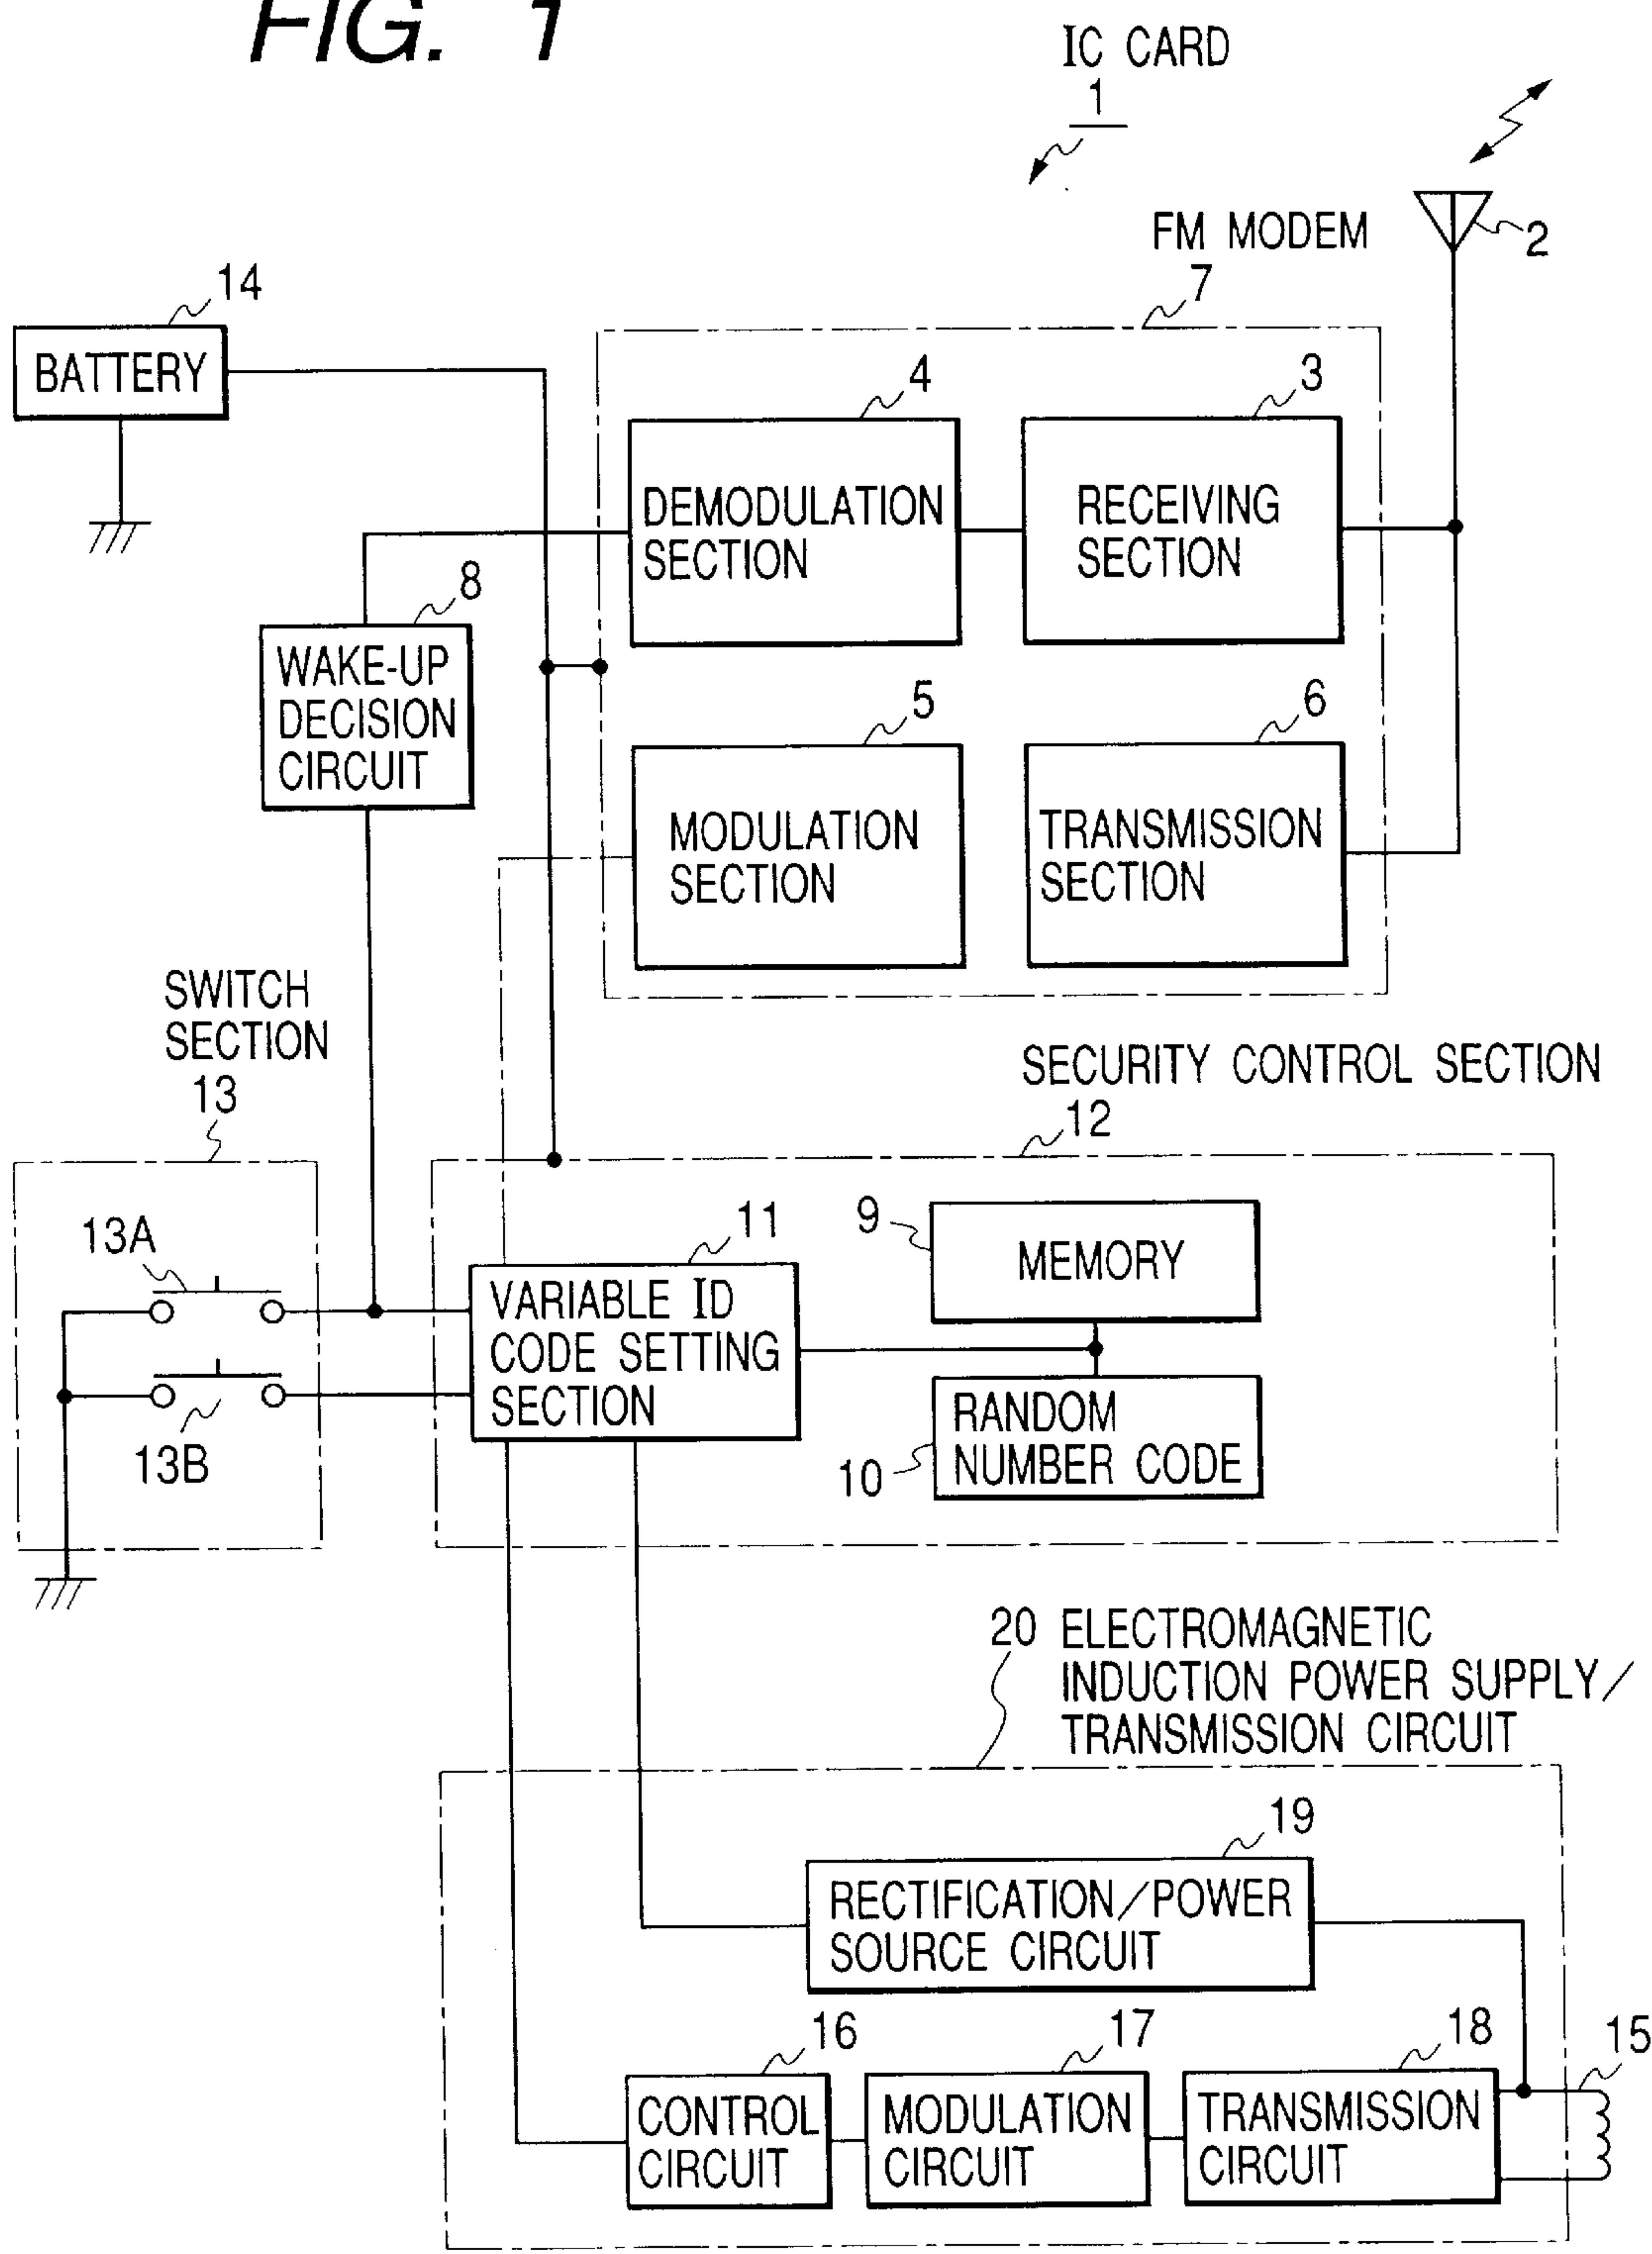 FIG. 1
IC CARD
1
2
FM MODEM
7
14
BATTERY
4
3
DEMODULATION
SECTION
RECEIVING
SECTION
8
WAKE-UP
DECISION
CIRCUIT
5
6
MODULATION
SECTION
TRANSMISSION
SECTION
SWITCH
SECTION
13
SECURITY CONTROL SECTION
12
13A
13B
11
VARIABLE ID
CODE SETTING
SECTION
9
MEMORY
10
RANDOM
NUMBER CODE
20 ELECTROMAGNETIC
INDUCTION POWER SUPPLY/
TRANSMISSION CIRCUIT
19
RECTIFICATION/POWER
SOURCE CIRCUIT
16
17
18
15
CONTROL
CIRCUIT
MODULATION
CIRCUIT
TRANSMISSION
CIRCUIT